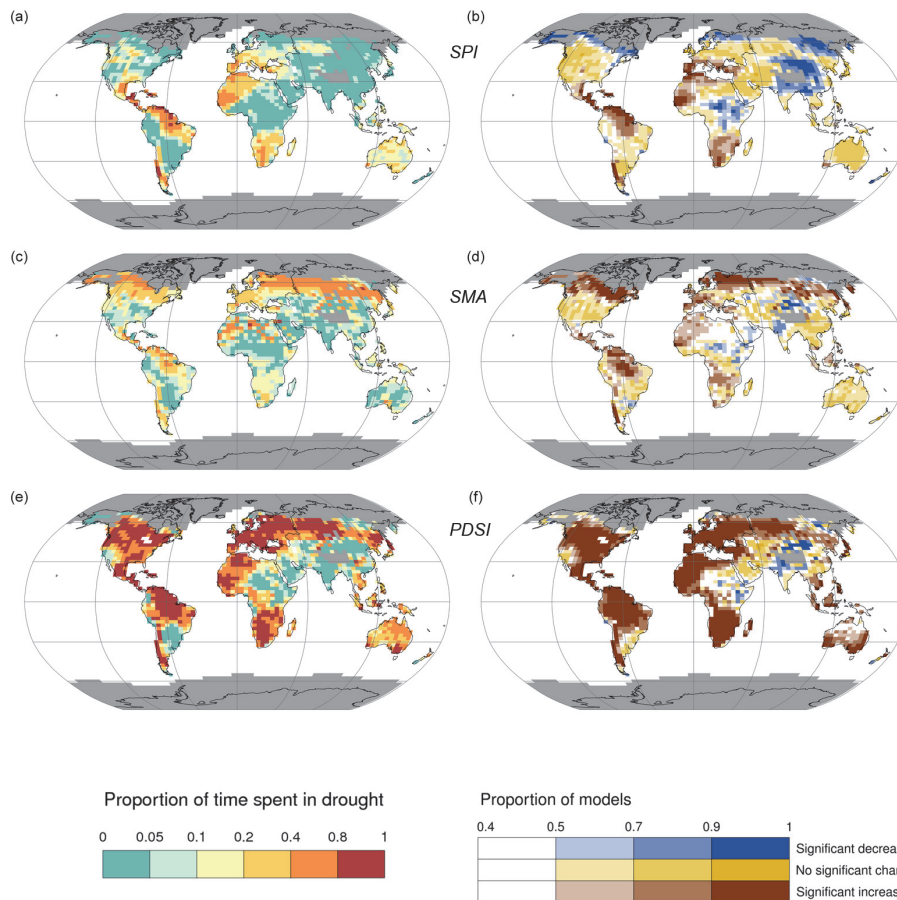 (a)
(b)
SPI
(c)
(d)
SMA
(e)
(f)
PDSI
Proportion of time spent in drought
0 0.05 0.1 0.2 0.4 0.8 1
Proportion of models
0.4 0.5 0.7 0.9 1
Significant decrea
No significant chan
Significant increas